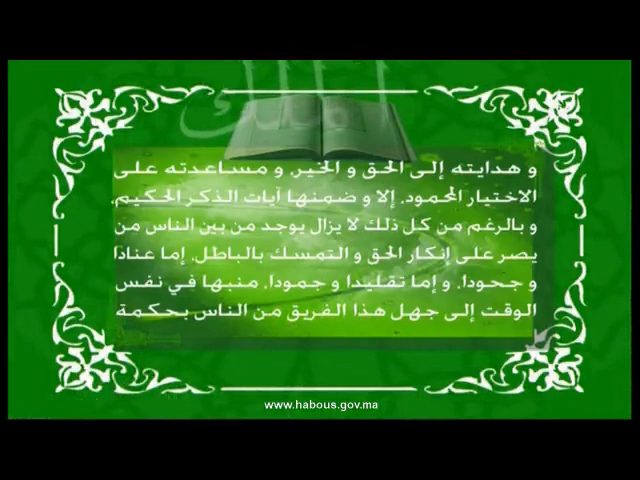 و هدايته إلى الحق و الخير، و مساعدته على
الاختيار المحمود، إلا و ضمنها آيات الذكر الحكيم،
و بالرغم من كل ذلك لا يزال يوجد من بين الناس من
يصر على إنكار الحق و التمسك بالباطل، إما عنادا
و جحودا، و إما تقليدا و جمودا، منبها في نفس
الوقت إلى جهل هذا الفريق من الناس بحكمة
www.habous.gov.ma